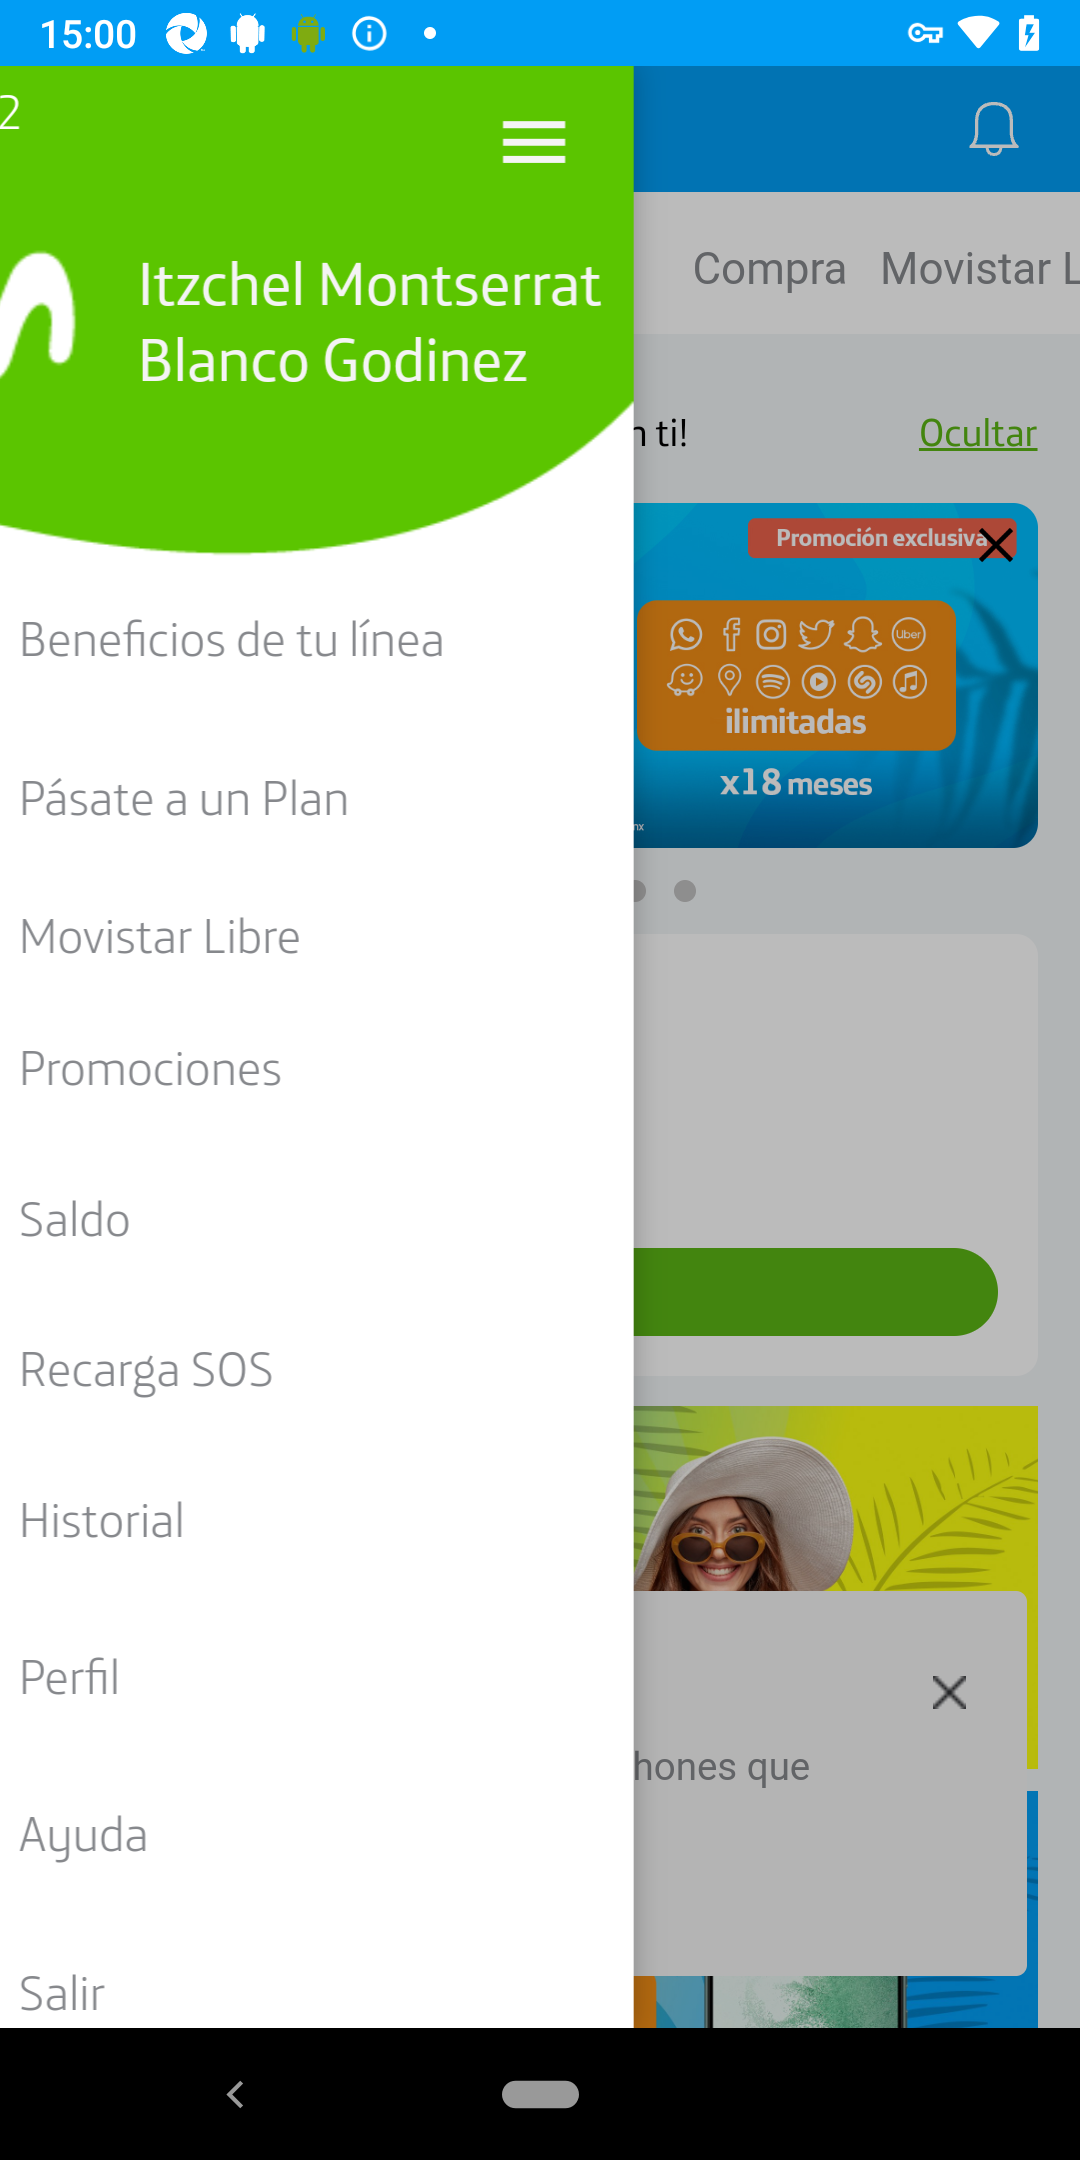 15:00
2
Itzchel Montserrat
Blanco Godinez
Compra Movistar L
n ti! Ocultar
Promoción exclusiva
Uber
ilimitadas
x18 meses
nx
Beneficios de tu línea
Pásate a un Plan
Movistar Libre
Promociones
Saldo
Recarga SOS
Historial
Perfil
hones que
Ayuda
Salir